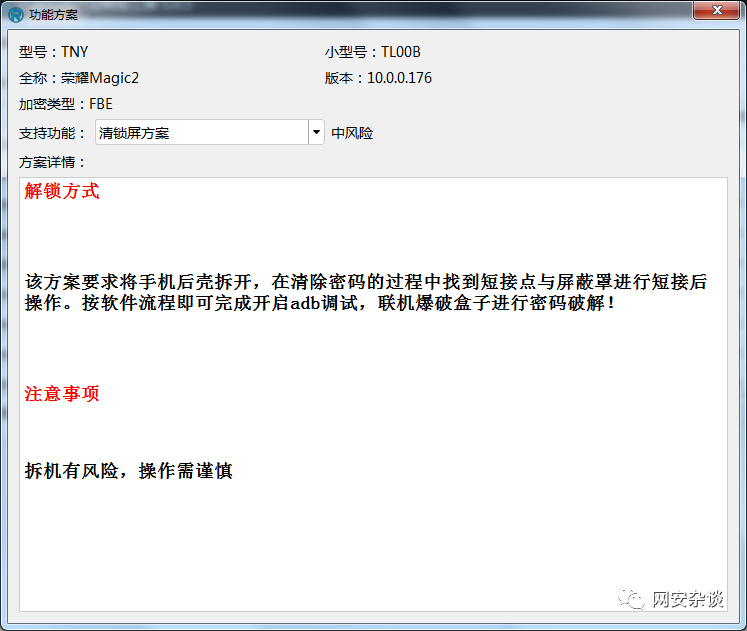 功能方案
型号：TNY
小型号：TL00B
全称：荣耀Magic2
版本：10.0.0.176
加密类型：FBE
支持功能：
清锁屏方案
中风险
方案详情：
解锁方式
该方案要求将手机后壳拆开，在清除密码的过程中找到短接点与屏蔽罩进行短接后
操作。按软件流程即可完成开启adb调试，联机爆破盒子进行密码破解！
注意事项
拆机有风险，操作需谨慎
网安杂谈